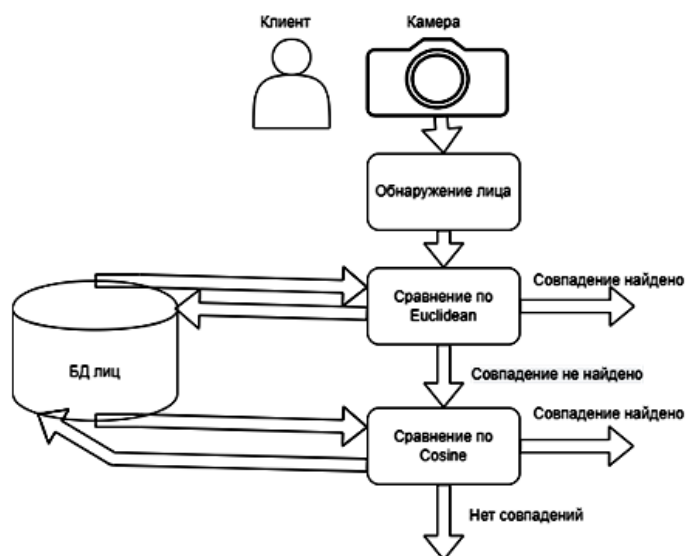 Клиент
Камера
Обнаружение лица
Совпадение найдено
Сравнение по
Euclidean
БД лиц
Совпадение не найдено
Совпадение найдено
Сравнение по
Cosine
Нет совпадений